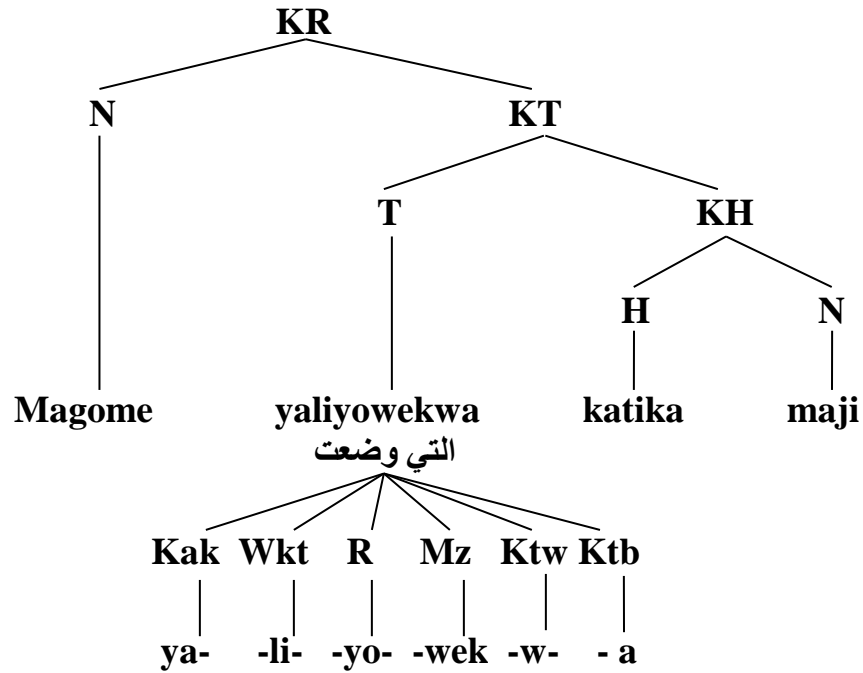 KR
N KT
T KH
H N
Magome yaliyowekwa katika maji
التي وضعت
Kak Wkt R Mz Ktw Ktb
ya- -li- -yo- -wek -w- - a